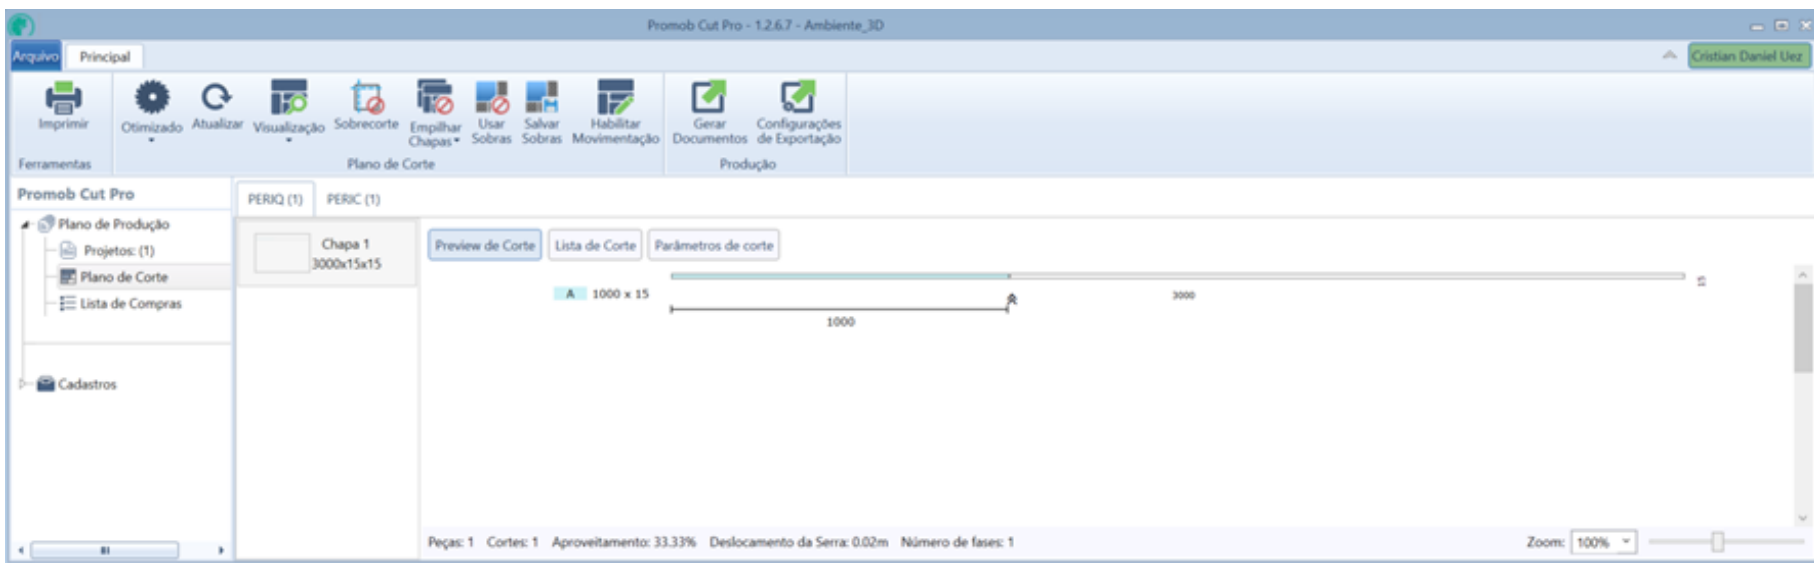 Promob Cut Pro - 1.2.6.7 - Ambiente_3D
Arquivo Principal
Cristian Daniel Uez
Imprimir
Otimizado
Atualizar
Visualização
Sobrecorte
Empilhar
Chapas
Usar
Sobras
Salvar
Sobras
Habilitar
Movimentação
Gerar
Documentos
Configurações
de Exportação
Ferramentas
Plano de Corte
Produção
Promob Cut Pro
Plano de Produção
Projetos: (1)
Plano de Corte
Lista de Compras
Cadastros
PERIQ (1) PERIC (1)
Chapa 1
3000x15x15
Preview de Corte Lista de Corte Parâmetros de corte
A 1000 x 15
3000
15
1000
Peças: 1 Cortes: 1 Aproveitamento: 33.33% Deslocamento da Serra: 0.02m Número de fases: 1
Zoom: 100%